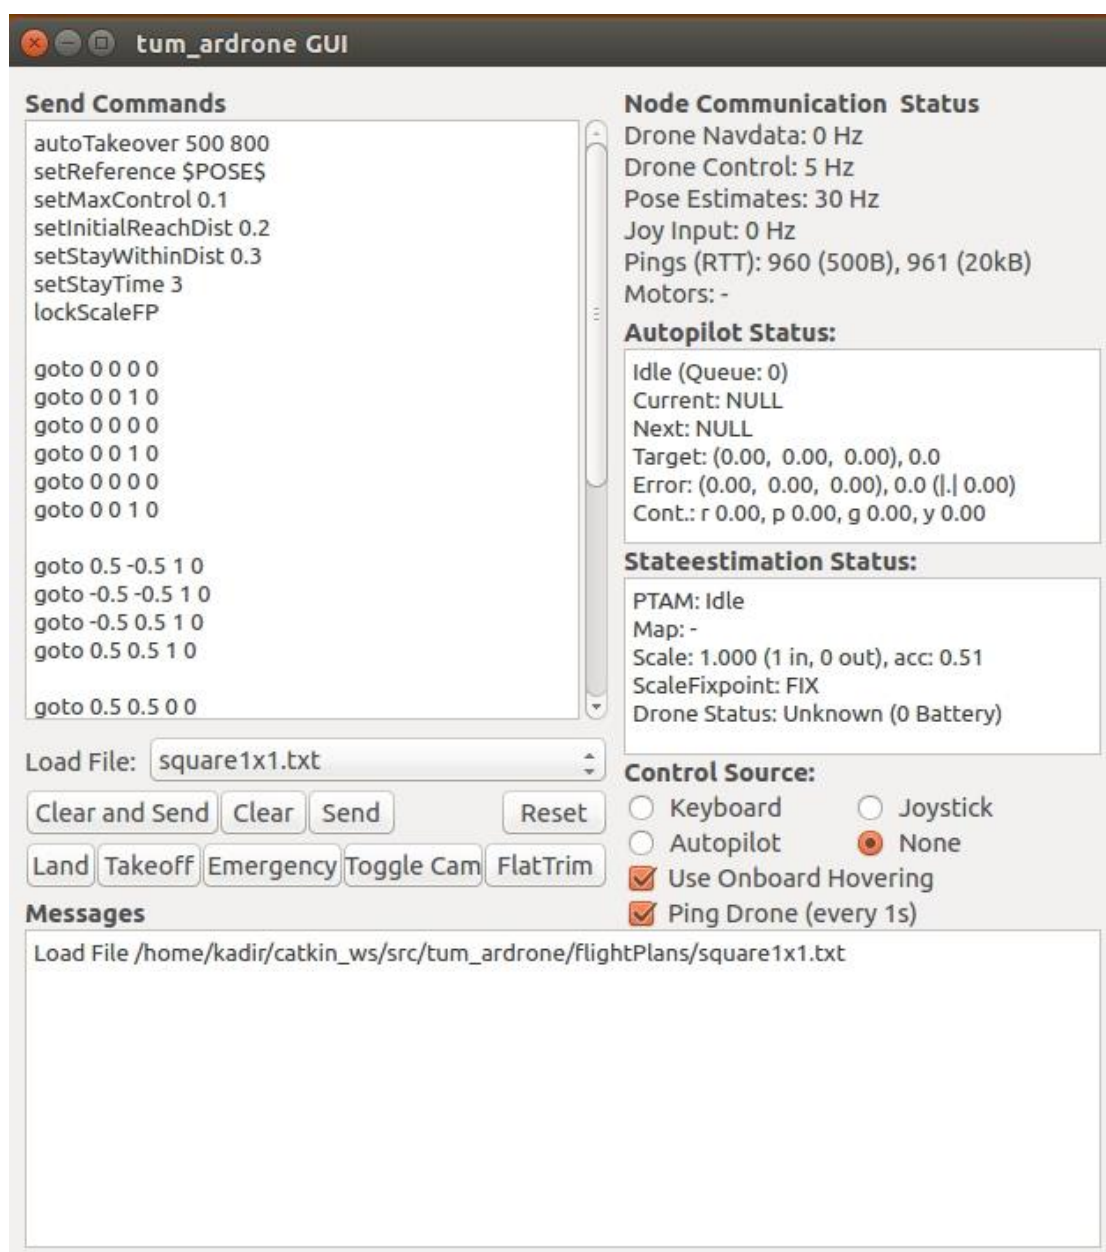 tum_ardrone GUI
Send Commands
autoTakeover 500 800
setReference $POSE$
setMaxControl 0.1
setInitialReachDist 0.2
setStayWithinDist 0.3
setStayTime 3
lockScaleFP
goto 0 0 0 0
goto 0 0 1 0
goto 0 0 0 0
goto 0 0 1 0
goto 0 0 0 0
goto 0 0 1 0
goto 0.5 -0.5 1 0
goto -0.5 -0.5 1 0
goto -0.5 0.5 1 0
goto 0.5 0.5 1 0
goto 0.5 0.5 0 0
Load File: square1x1.txt
Clear and Send Clear Send Reset
Land Takeoff Emergency Toggle Cam FlatTrim
Node Communication Status
Drone Navdata: 0 Hz
Drone Control: 5 Hz
Pose Estimates: 30 Hz
Joy Input: 0 Hz
Pings (RTT): 960 (500B), 961 (20kB)
Motors: -
Autopilot Status:
Idle (Queue: 0)
Current: NULL
Next: NULL
Target: (0.00, 0.00, 0.00), 0.0
Error: (0.00, 0.00, 0.00), 0.0 (|.| 0.00)
Cont.: r 0.00, p 0.00, g 0.00, y 0.00
Stateestimation Status:
PTAM: Idle
Map: -
Scale: 1.000 (1 in, 0 out), acc: 0.51
ScaleFixpoint: FIX
Drone Status: Unknown (0 Battery)
Control Source:
Keyboard Joystick
Autopilot None
Use Onboard Hovering
Ping Drone (every 1s)
Messages
Load File /home/kadir/catkin_ws/src/tum_ardrone/flightPlans/square1x1.txt